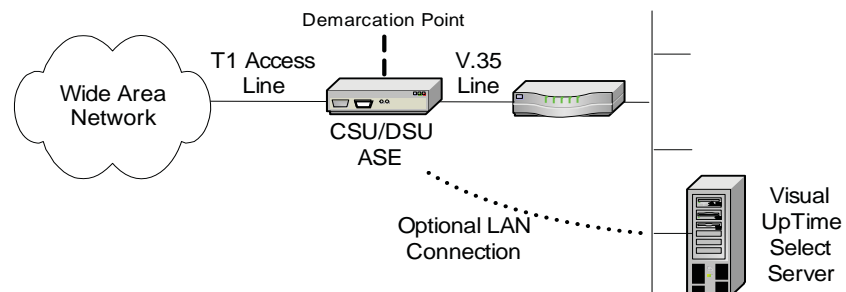 Demarcation Point
T1 Access
Line
V.35
Line
Wide Area
Network
CSU/DSU
ASE
Optional LAN
Connection
Visual
UpTime
Select
Server